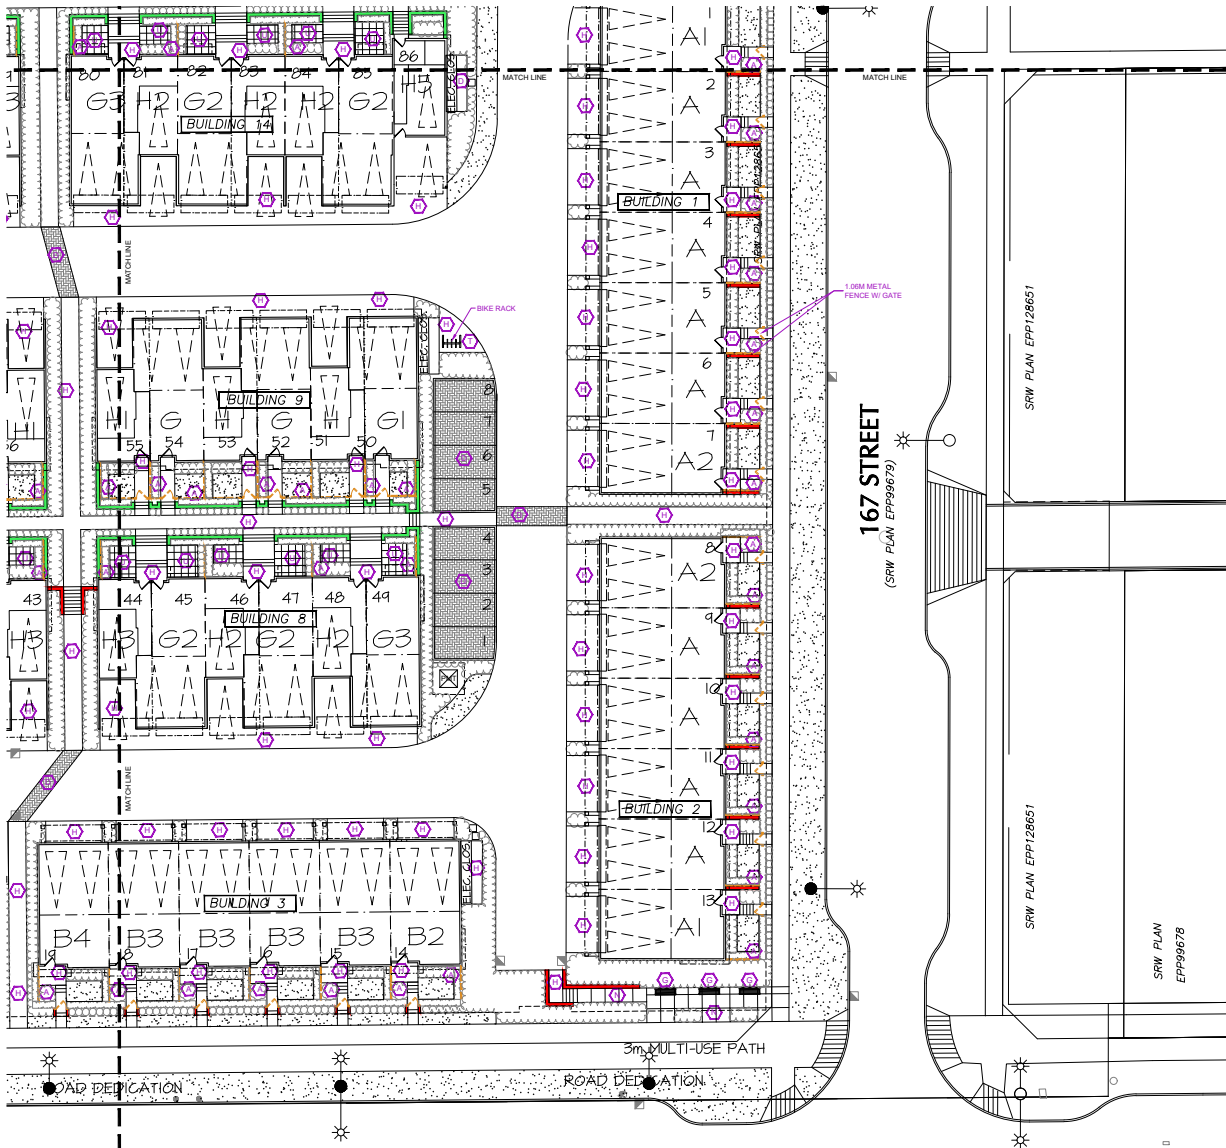 MATCH LINE
MATCH LINE
80 81 82 83 84 85 86
G3 H2 G2 H2 H2 G2 H5
BUILDING 14
ELEC. CLOS.
MATCH LINE
BIKE RACK
ELEC. CLOS.
BUILDING 9
H G H G H G1
55 54 53 52 51 50
8
7
6
5
4
3
2
1
43 44 45 46 47 48 49
BUILDING 8
H3 H3 G2 H2 G2 H2 G3
PMT
MATCH LINE
ELEC. CLOS.
BUILDING 3
B4 B3 B3 B3 B3 B2
19 18 17 16 15 14
1
A1
2
A
3
A
BUILDING 1
4
A
5
A
6
A
7
A2
8
A2
9
A
10
A
11
A
BUILDING 2
12
A
13
A1
1.06M METAL
FENCE W/ GATE
167 STREET
(SRW PLAN EPP99679)
SRW PLAN EPP128651
SRW PLAN EPP128651
SRW PLAN
EPP99678
3m MULTI-USE PATH
ROAD DEDICATION
ROAD DEDICATION